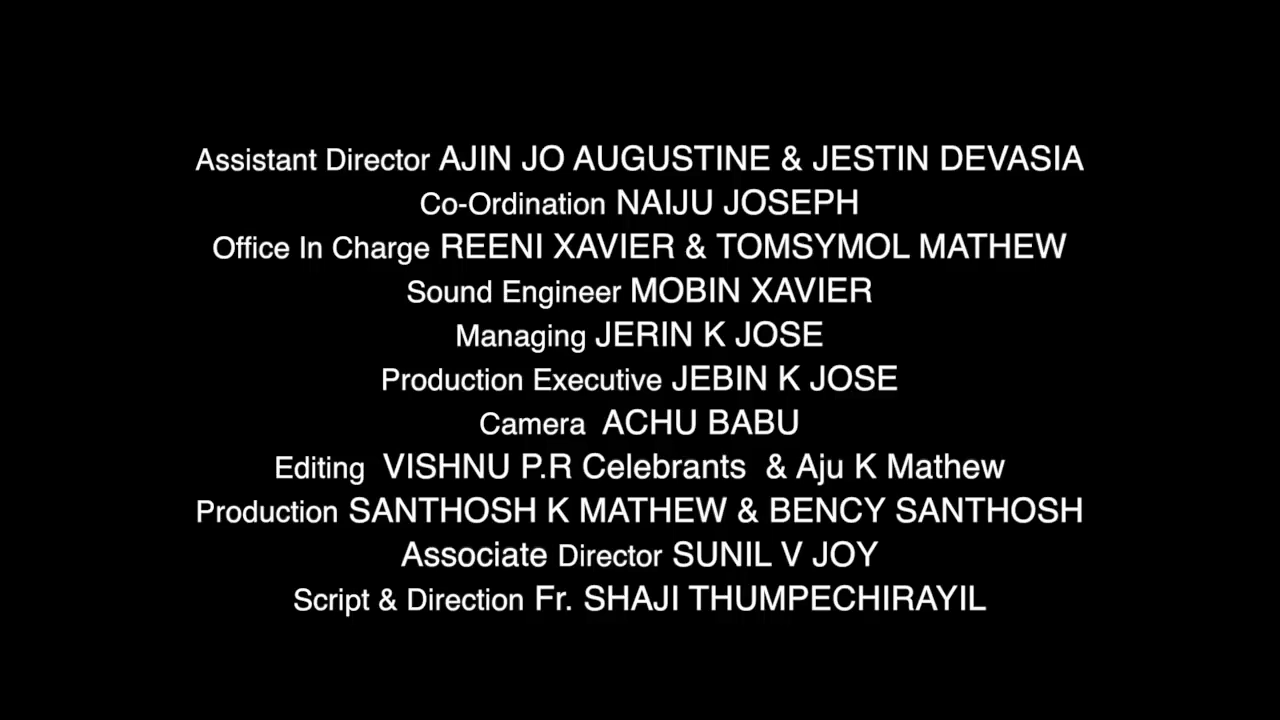 Assistant Director AJIN JO AUGUSTINE & JESTIN DEVASIA
Co-Ordination NAIJU JOSEPH
Office In Charge REENI XAVIER & TOMSYMOL MATHEW
Sound Engineer MOBIN XAVIER
Managing JERIN K JOSE
Production Executive JEBIN K JOSE
Camera ACHU BABU
Editing VISHNU P.R Celebrants & Aju K Mathew
Production SANTHOSH K MATHEW & BENCY SANTHOSH
Associate Director SUNIL V JOY
Script & Direction Fr. SHAJI THUMPECHIRAYIL